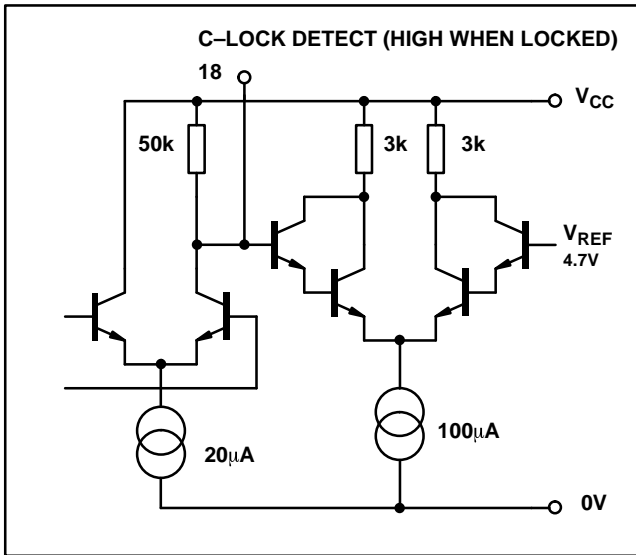 C–LOCK DETECT (HIGH WHEN LOCKED)
18
VCC
50k
3k
3k
VREF
4.7V
20μA
100μA
0V